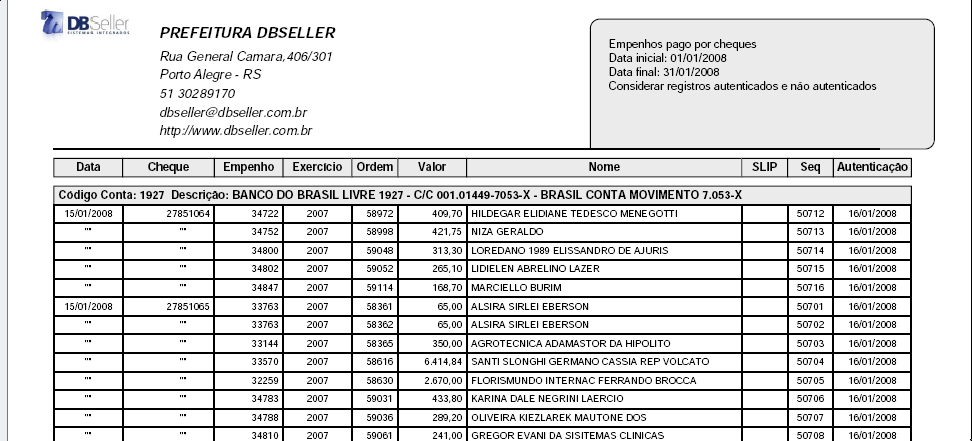 DBSeller
SISTEMAS INTEGRADOS
PREFEITURA DBSELLER
Rua General Camara,406/301
Porto Alegre - RS
51 30289170
dbseller@dbseller.com.br
http://www.dbseller.com.br
Empenhos pago por cheques
Data inicial: 01/01/2008
Data final: 31/01/2008
Considerar registros autenticados e não autenticados
Data Cheque Empenho Exercício Ordem Valor Nome SLIP Seq Autenticação
Código Conta: 1927 Descrição: BANCO DO BRASIL LIVRE 1927 - C/C 001.01449-7053-X - BRASIL CONTA MOVIMENTO 7.053-X
15/01/2008 27851064 34722 2007 58972 409,70 HILDEGAR ELIDIANE TEDESCO MENEGOTTI 50712 16/01/2008
"" "" 34752 2007 58998 421,75 NIZA GERALDO 50713 16/01/2008
"" "" 34800 2007 59048 313,30 LOREDANO 1989 ELISSANDRO DE AJURIS 50714 16/01/2008
"" "" 34802 2007 59052 265,10 LIDIELEN ABRELINO LAZER 50715 16/01/2008
"" "" 34847 2007 59114 168,70 MARCIELLO BURIM 50716 16/01/2008
15/01/2008 27851065 33763 2007 58361 65,00 ALSIRA SIRLEI EBERSON 50701 16/01/2008
"" "" 33763 2007 58362 65,00 ALSIRA SIRLEI EBERSON 50702 16/01/2008
"" "" 33144 2007 58365 350,00 AGROTECNICA ADAMASTOR DA HIPOLITO 50703 16/01/2008
"" "" 33570 2007 58616 6.414,84 SANTI SLONGHI GERMANO CASSIA REP VOLCATO 50704 16/01/2008
"" "" 32259 2007 58630 2.670,00 FLORISMUNDO INTERNAC FERRANDO BROCCA 50705 16/01/2008
"" "" 34783 2007 59031 433,80 KARINA DALE NEGRINI LAERCIO 50706 16/01/2008
"" "" 34788 2007 59036 289,20 OLIVEIRA KIEZLAREK MAUTONE DOS 50707 16/01/2008
"" "" 34810 2007 59061 241,00 GREGOR EVANI DA SISITEMAS CLINICAS 50708 16/01/2008